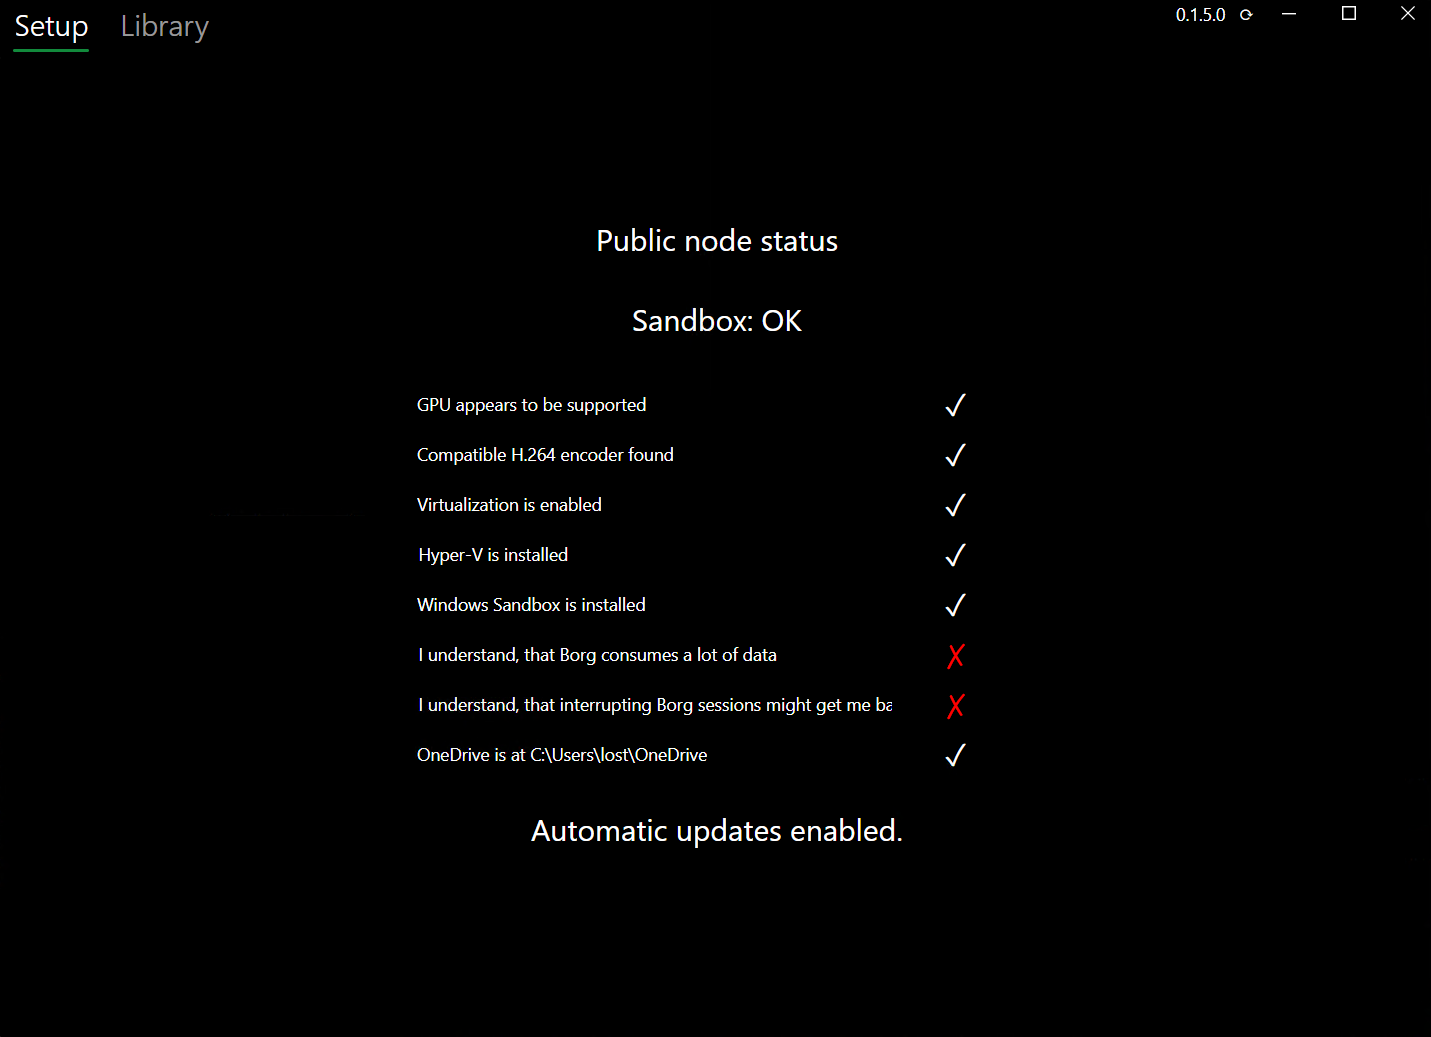 Setup Library 0.1.5.0
Public node status
Sandbox: OK
GPU appears to be supported
Compatible H.264 encoder found
Virtualization is enabled
Hyper-V is installed
Windows Sandbox is installed
I understand, that Borg consumes a lot of data
I understand, that interrupting Borg sessions might get me ba
OneDrive is at C:\Users\lost\OneDrive
Automatic updates enabled.